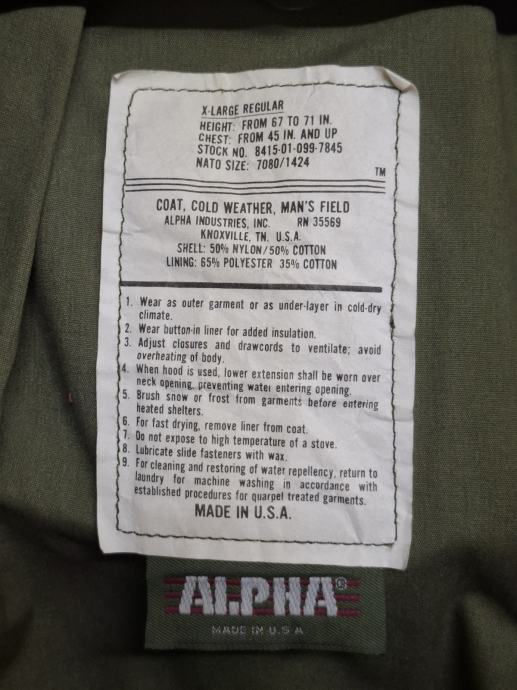 X-LARGE REGULAR
HEIGHT: FROM 67 TO 71 IN.
CHEST: FROM 45 IN. AND UP
STOCK NO. 8415-01-099-7845
NATO SIZE: 7080/1424
TM
COAT, COLD WEATHER, MAN'S FIELD
ALPHA INDUSTRIES, INC. RN 35569
KNOXVILLE, TN. U.S.A.
SHELL: 50% NYLON/50% COTTON
LINING: 65% POLYESTER 35% COTTON
1. Wear as outer garment or as under-layer in cold-dry
climate.
2. Wear button-in liner for added insulation.
3. Adjust closures and drawcords to ventilate; avoid
overheating of body.
4. When hood is used, lower extension shall be worn over
neck opening, preventing water entering opening.
5. Brush snow or frost from garments before entering
heated shelters.
6. For fast drying, remove liner from coat.
7. Do not expose to high temperature of a stove.
8. Lubricate slide fasteners with wax.
9. For cleaning and restoring of water repellency, return to
laundry for machine washing in accordance with
established procedures for quarpel treated garments.
MADE IN U.S.A.
ALPHA®
MADE IN U.S A